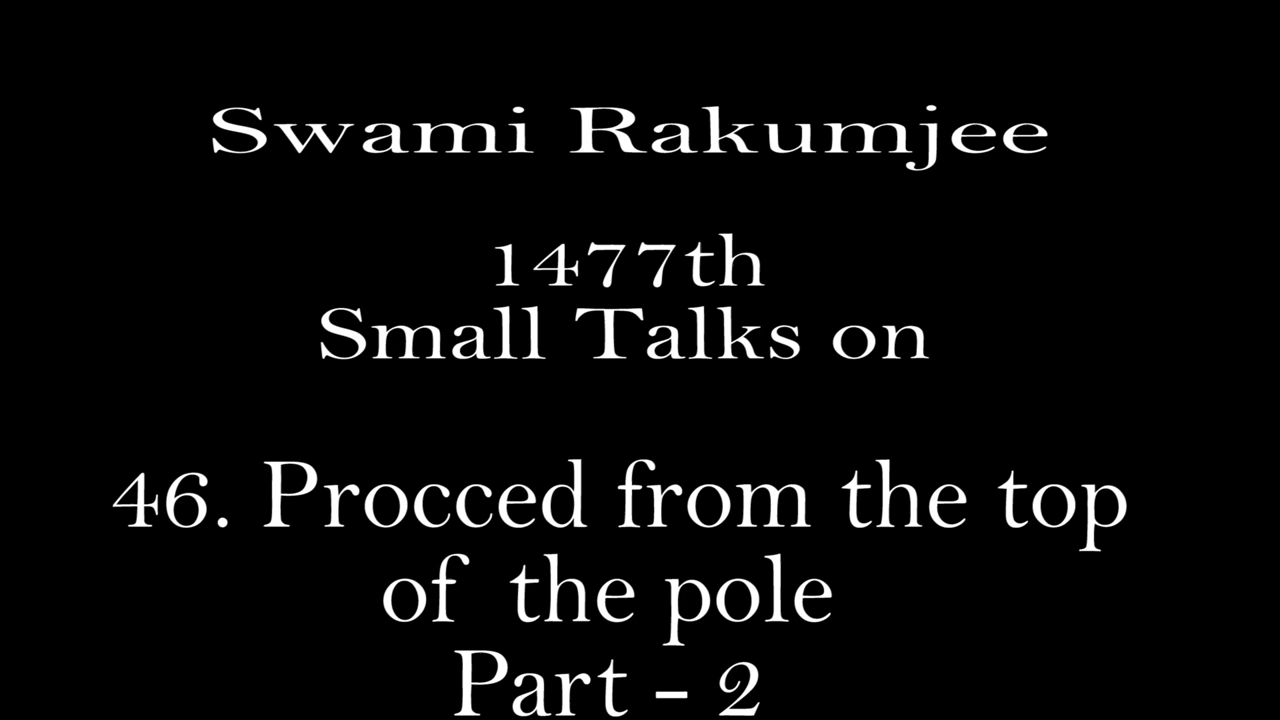 Swami Rakumjee
1477th
Small Talks on
46. Procced from the top
of the pole
Part - 2